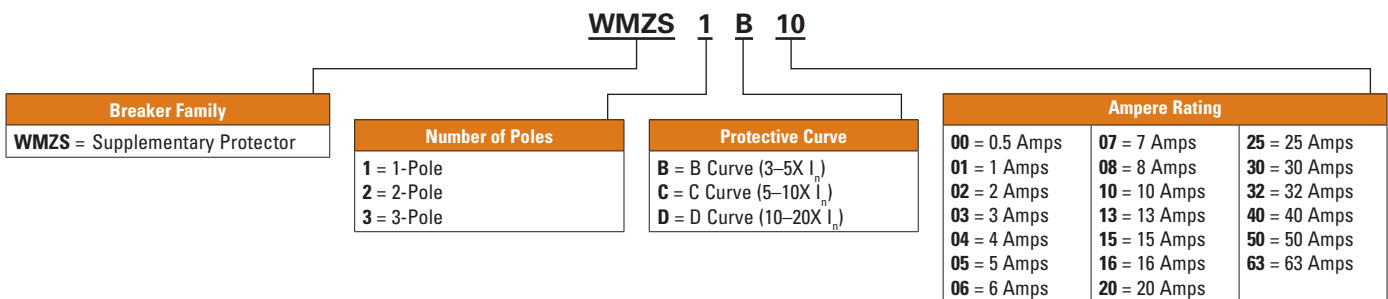 WMZS 1 B 10
Breaker Family
WMZS = Supplementary Protector
Number of Poles
1 = 1-Pole
2 = 2-Pole
3 = 3-Pole
Protective Curve
B = B Curve (3–5X In)
C = C Curve (5–10X In)
D = D Curve (10–20X In)
Ampere Rating
00 = 0.5 Amps
01 = 1 Amps
02 = 2 Amps
03 = 3 Amps
04 = 4 Amps
05 = 5 Amps
06 = 6 Amps
07 = 7 Amps
08 = 8 Amps
10 = 10 Amps
13 = 13 Amps
15 = 15 Amps
16 = 16 Amps
20 = 20 Amps
25 = 25 Amps
30 = 30 Amps
32 = 32 Amps
40 = 40 Amps
50 = 50 Amps
63 = 63 Amps